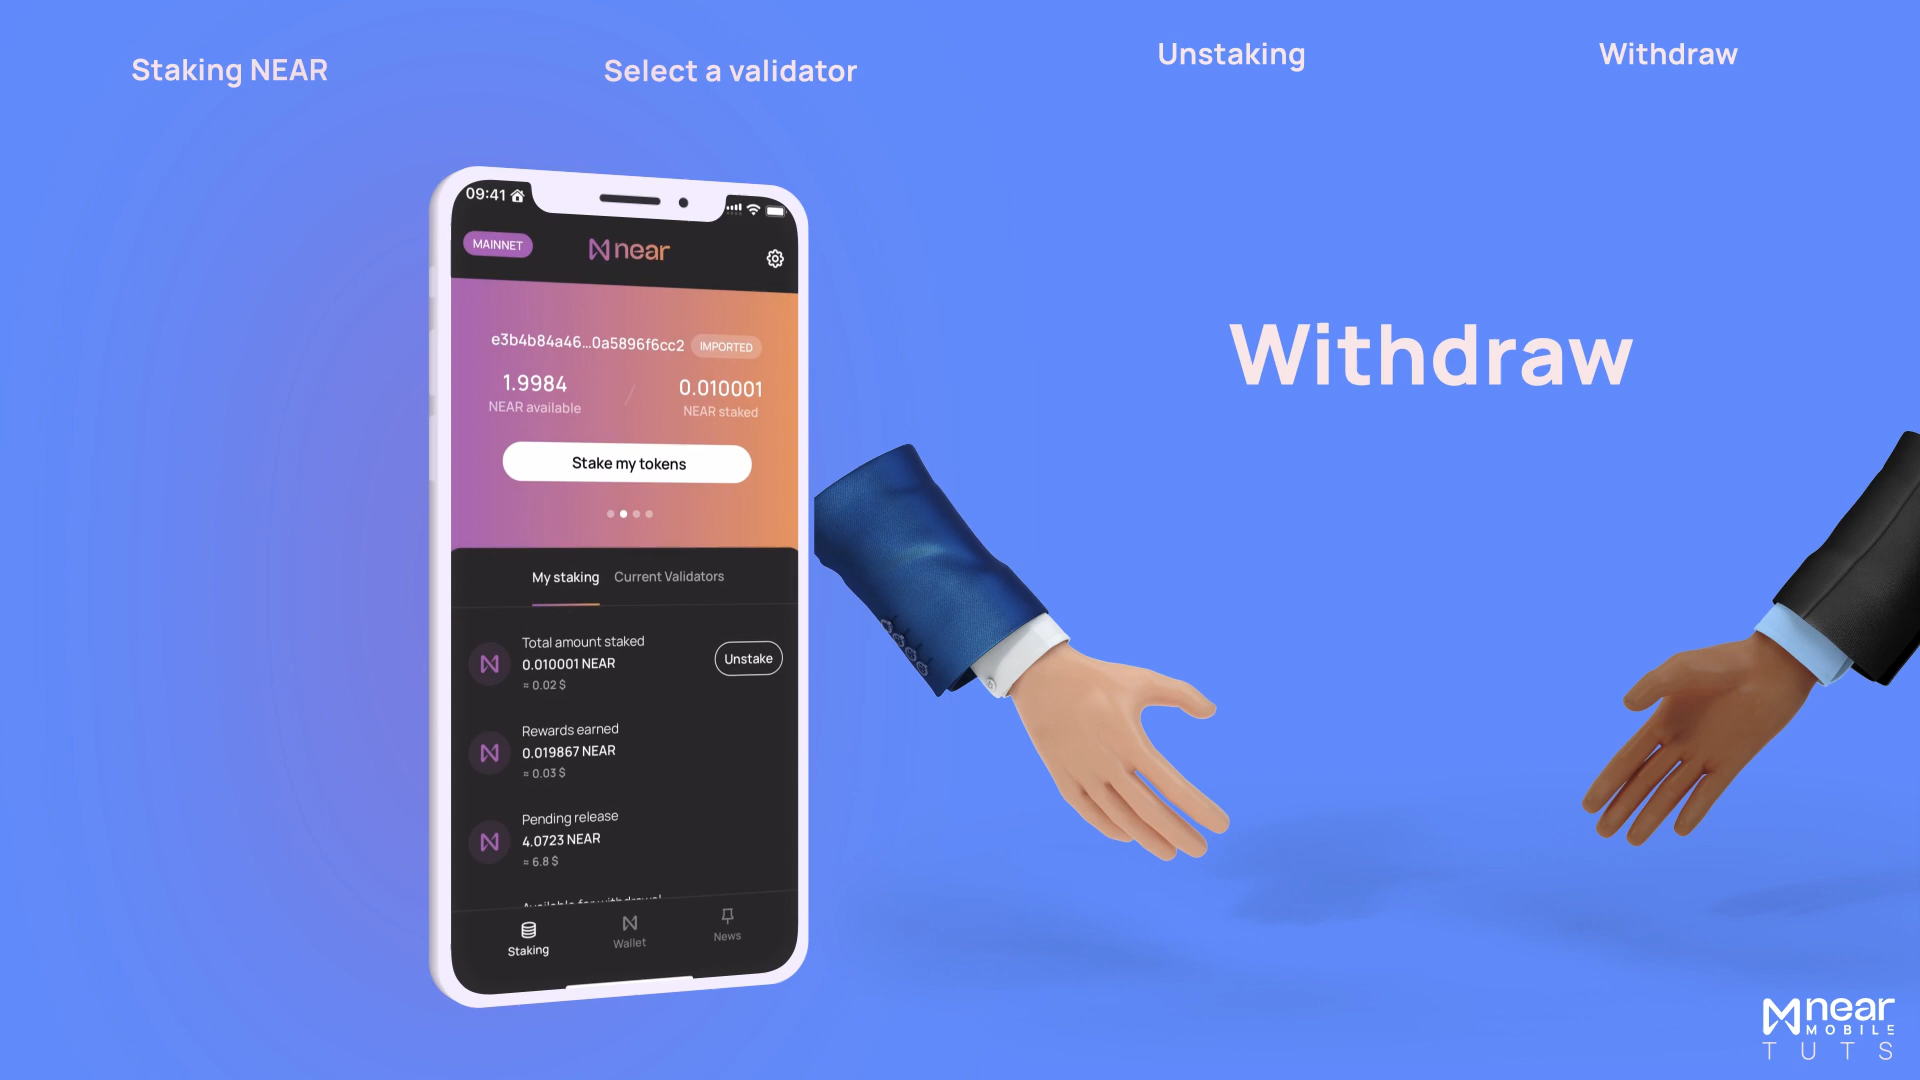 Staking NEAR
Select a validator
Unstaking
Withdraw
09:41
MAINNET
near
e3b4b84a46...0a5896f6cc2 IMPORTED
1.9984
NEAR available
/
0.010001
NEAR staked
Stake my tokens
My staking
Current Validators
Total amount staked
0.010001 NEAR
≈ 0.02 $
Unstake
Rewards earned
0.019867 NEAR
≈ 0.03 $
Pending release
4.0723 NEAR
≈ 6.8 $
Available for withdrawal
Staking
Wallet
News
Withdraw
near
MOBILE
TUTS